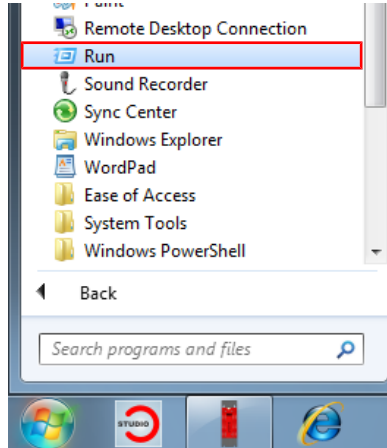 Paint
Remote Desktop Connection
Run
Sound Recorder
Sync Center
Windows Explorer
WordPad
Ease of Access
System Tools
Windows PowerShell
Back
Search programs and files
STUDIO